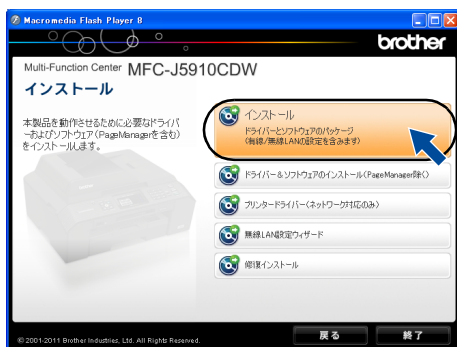 Macromedia Flash Player 8
brother
Multi-Function Center MFC-J5910CDW
インストール
本製品を動作させるために必要なドライバ
ーおよびソフトウェア(PageManagerを含む)
をインストールします。
インストール
ドライバーとソフトウェアのパッケージ
(有線/無線LANの設定を含みます)
ドライバー&ソフトウェアのインストール(PageManager除く)
プリンタードライバー(ネットワーク対応のみ)
無線LAN設定ウィザード
修復インストール
© 2001-2011 Brother Industries, Ltd. All Rights Reserved.
戻る
終了